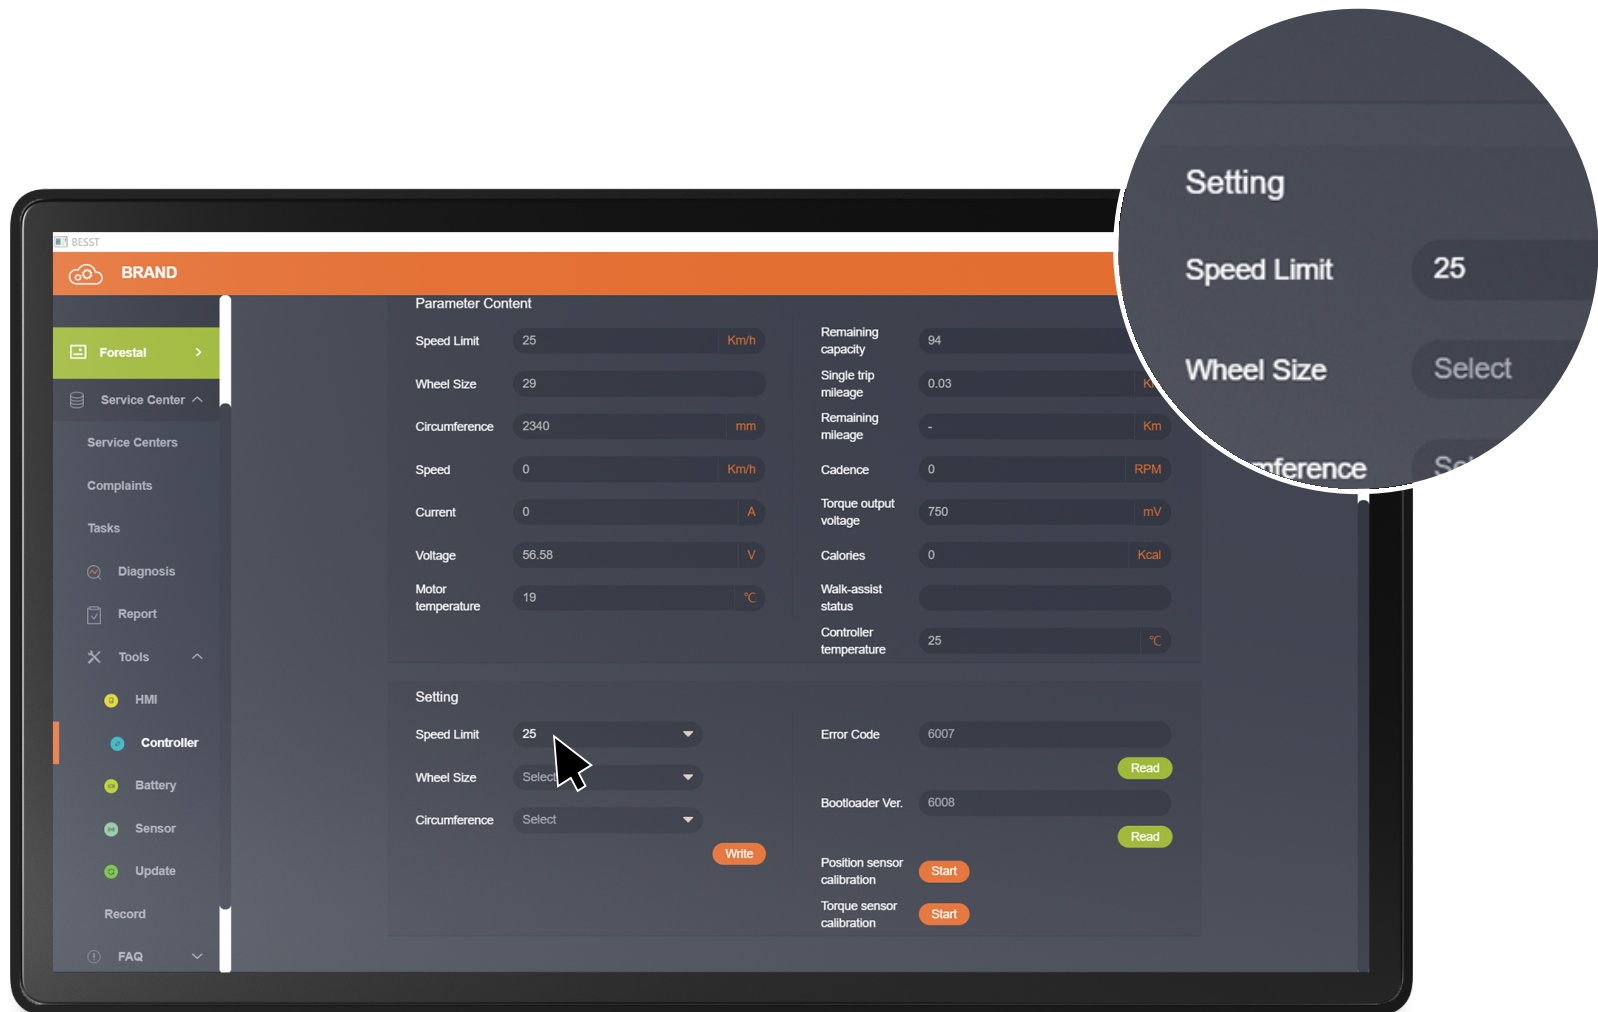 BESST
BRAND
Forestal
Service Center
Service Centers
Complaints
Tasks
Diagnosis
Report
Tools
HMI
Controller
Battery
Sensor
Update
Record
FAQ
Parameter Content
Speed Limit 25 Km/h
Wheel Size 29
Circumference 2340 mm
Speed 0 Km/h
Current 0 A
Voltage 56.58 V
Motor
temperature 19 °C
Remaining
capacity 94
Single trip
mileage 0.03
Remaining
mileage - Km
Cadence 0 RPM
Torque output
voltage 750 mV
Calories 0 Kcal
Walk-assist
status
Controller
temperature 25 °C
Setting
Speed Limit 25
Wheel Size Select
Circumference Select
Write
Error Code 6007
Read
Bootloader Ver. 6008
Read
Position sensor
calibration Start
Torque sensor
calibration Start
Setting
Speed Limit 25
Wheel Size Select